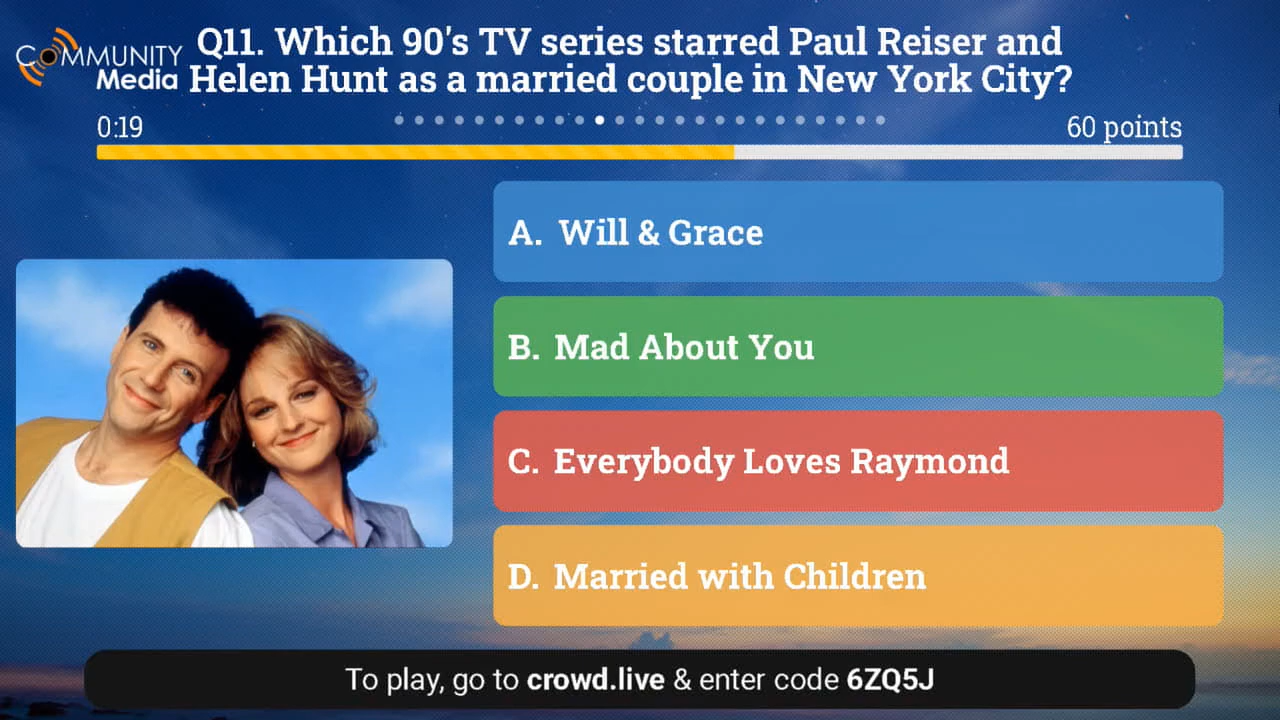 COMMUNITY
Media
Q11. Which 90's TV series starred Paul Reiser and
Helen Hunt as a married couple in New York City?
0:19
60 points
A. Will & Grace
B. Mad About You
C. Everybody Loves Raymond
D. Married with Children
To play, go to crowd.live & enter code 6ZQ5J